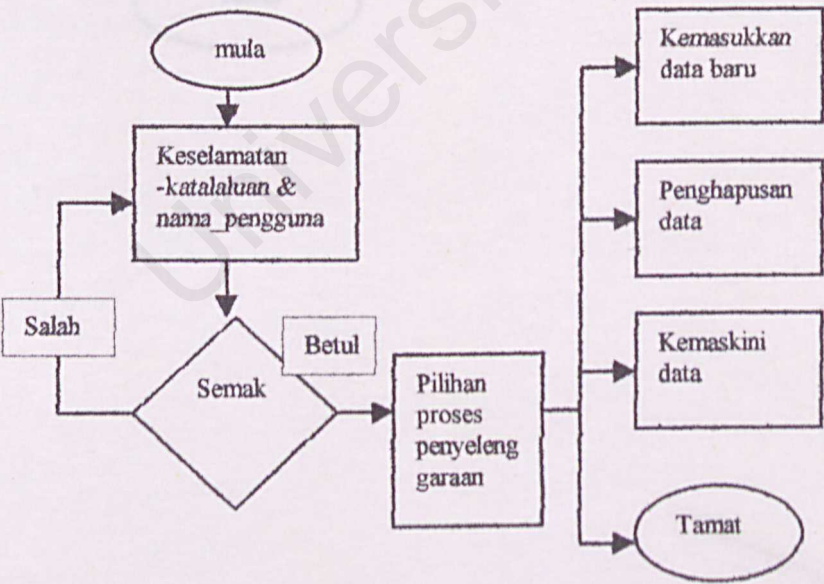 mula
Keselamatan
-katalaluan &
nama_pengguna
Salah
Betul
Semak
Pilihan
proses
penyeleng
garaan
Kemasukkan
data baru
Penghapusan
data
Kemaskini
data
Tamat
Universi